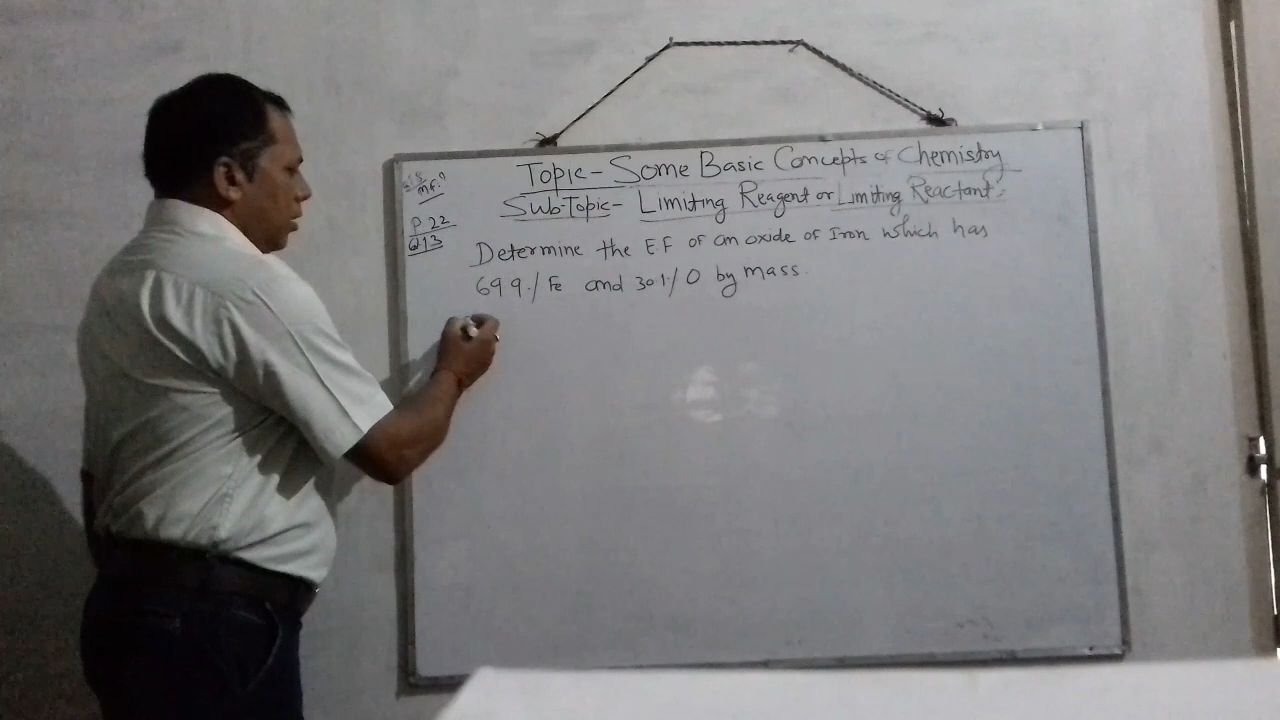 Topic - Some Basic Concepts of Chemistry
Sub-Topic - Limiting Reagent or Limiting Reactant :-
M.F.?
P 22
Q13
Determine the EF of an oxide of Iron which has
69.9 % Fe and 30.1 % O by mass.